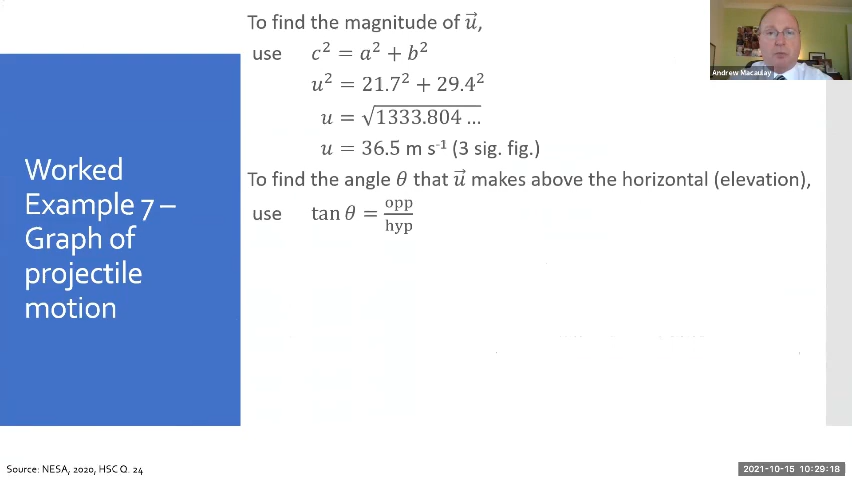 To find the magnitude of u⃗,
use c² = a² + b²
u² = 21.7² + 29.4²
u = √1333.804 ...
u = 36.5 m s⁻¹ (3 sig. fig.)
To find the angle θ that u⃗ makes above the horizontal (elevation),
use tan θ = opp/hyp
Worked
Example 7 –
Graph of
projectile
motion
Andrew Macaulay
Source: NESA, 2020, HSC Q. 24
2021-10-15 10:29:18